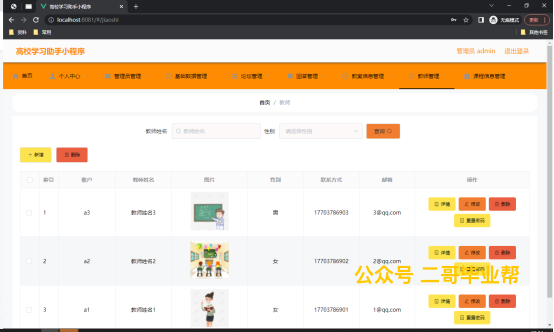 高校学习助手小程序
localhost:8081/#/jiaoshi
无痕模式
更新
资料
常用
其他书签
高校学习助手小程序
管理员 admin
退出登录
首页
个人中心
管理员管理
基础数据管理
论坛管理
教室信息管理
教师管理
课程信息管理
首页 / 教师
教师姓名 教师姓名 性别 请选择性别 查询
+ 新增 删除
索引 账户 教师姓名 图片 性别 联系方式 邮箱 操作
1 a3 教师姓名3 男 17703786903 3@qq.com 详情 修改 删除
重置密码
2 a2 教师姓名2 女 17703786902 2@qq.com 详情 修改 删除
公众号 二哥毕业帮
3 a1 教师姓名1 女 17703786901 1@qq.com 详情 修改 删除
重置密码